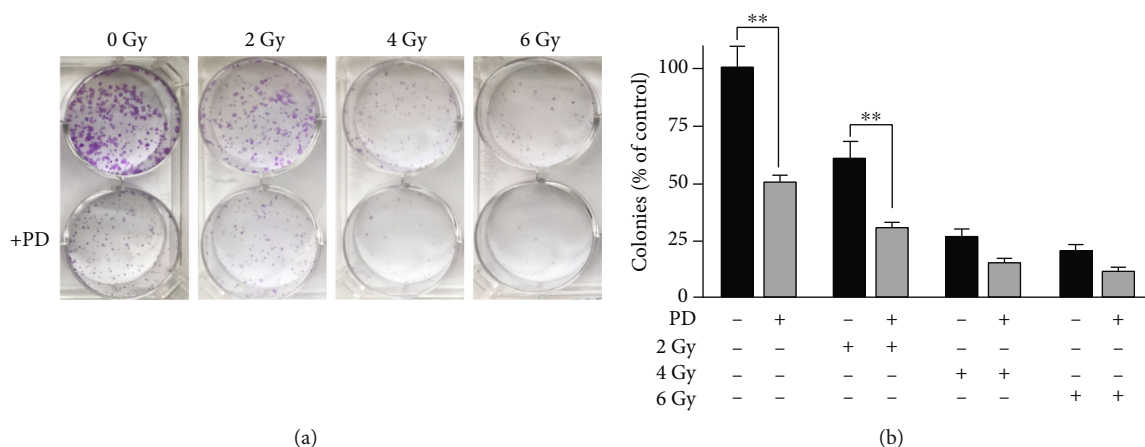 0 Gy 2 Gy 4 Gy 6 Gy
+PD
(a)
Colonies (% of control)
100
75
50
25
0
** **
PD – + – + – + – +
2 Gy – – + + – – – –
4 Gy – – – – + + – –
6 Gy – – – – – – + +
(b)